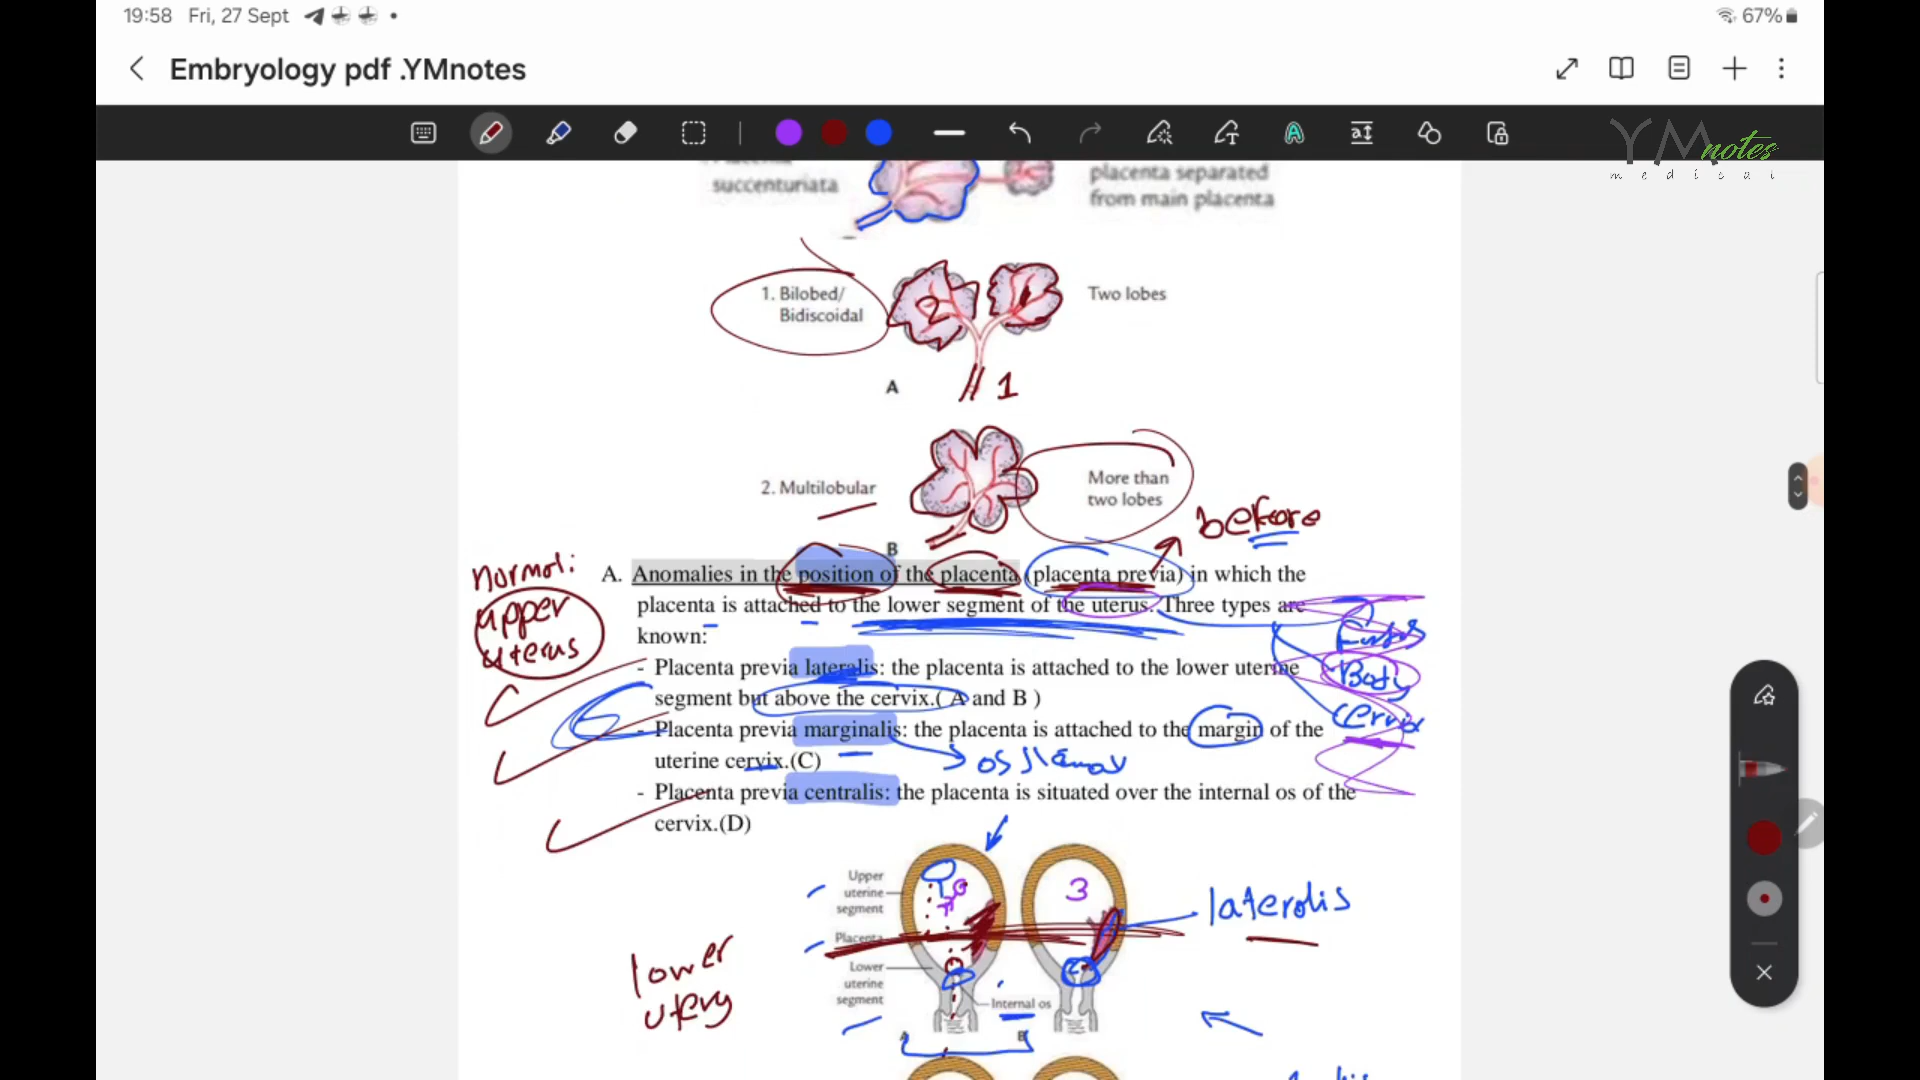 19:58 Fri, 27 Sept
67%
Embryology pdf .YMnotes
YMnotes
medical
succenturiata
placenta separated
from main placenta
1. Bilobed/
Bidiscoidal
2
1
Two lobes
A
1
2. Multilobular
More than
two lobes
before
B
normal:
upper
uterus
A. Anomalies in the position of the placenta (placenta previa) in which the
placenta is attached to the lower segment of the uterus. Three types are
known:
Body
Cervix
- Placenta previa lateralis: the placenta is attached to the lower uterine
segment but above the cervix.( A and B )
- Placenta previa marginalis: the placenta is attached to the margin of the
uterine cervix.(C)
os
- Placenta previa centralis: the placenta is situated over the internal os of the
cervix.(D)
Upper
uterine
segment
Placenta
Lower
uterine
segment
Internal os
3
lateralis
lower
A
B